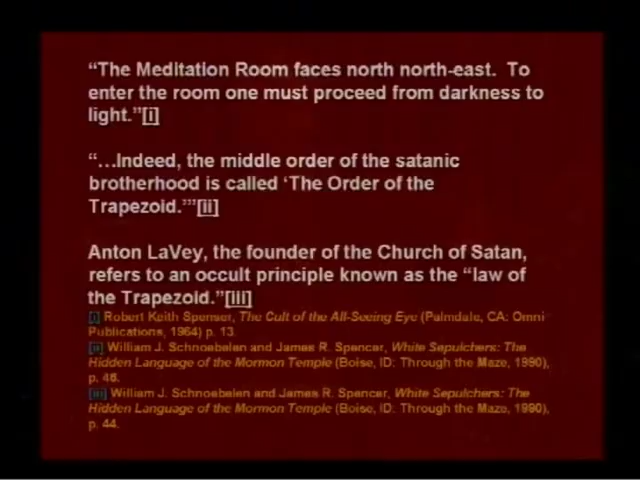 “The Meditation Room faces north north-east. To
enter the room one must proceed from darkness to
light.”[i]
“…Indeed, the middle order of the satanic
brotherhood is called ‘The Order of the
Trapezoid.’”[ii]
Anton LaVey, the founder of the Church of Satan,
refers to an occult principle known as the “law of
the Trapezoid.”[iii]
[i] Robert Keith Spenser, The Cult of the All-Seeing Eye (Palmdale, CA: Omni
Publications, 1964) p. 13.
[ii] William J. Schnoebelen and James R. Spencer, White Sepulchers: The
Hidden Language of the Mormon Temple (Boise, ID: Through the Maze, 1990),
p. 46.
[iii] William J. Schnoebelen and James R. Spencer, White Sepulchers: The
Hidden Language of the Mormon Temple (Boise, ID: Through the Maze, 1990),
p. 44.